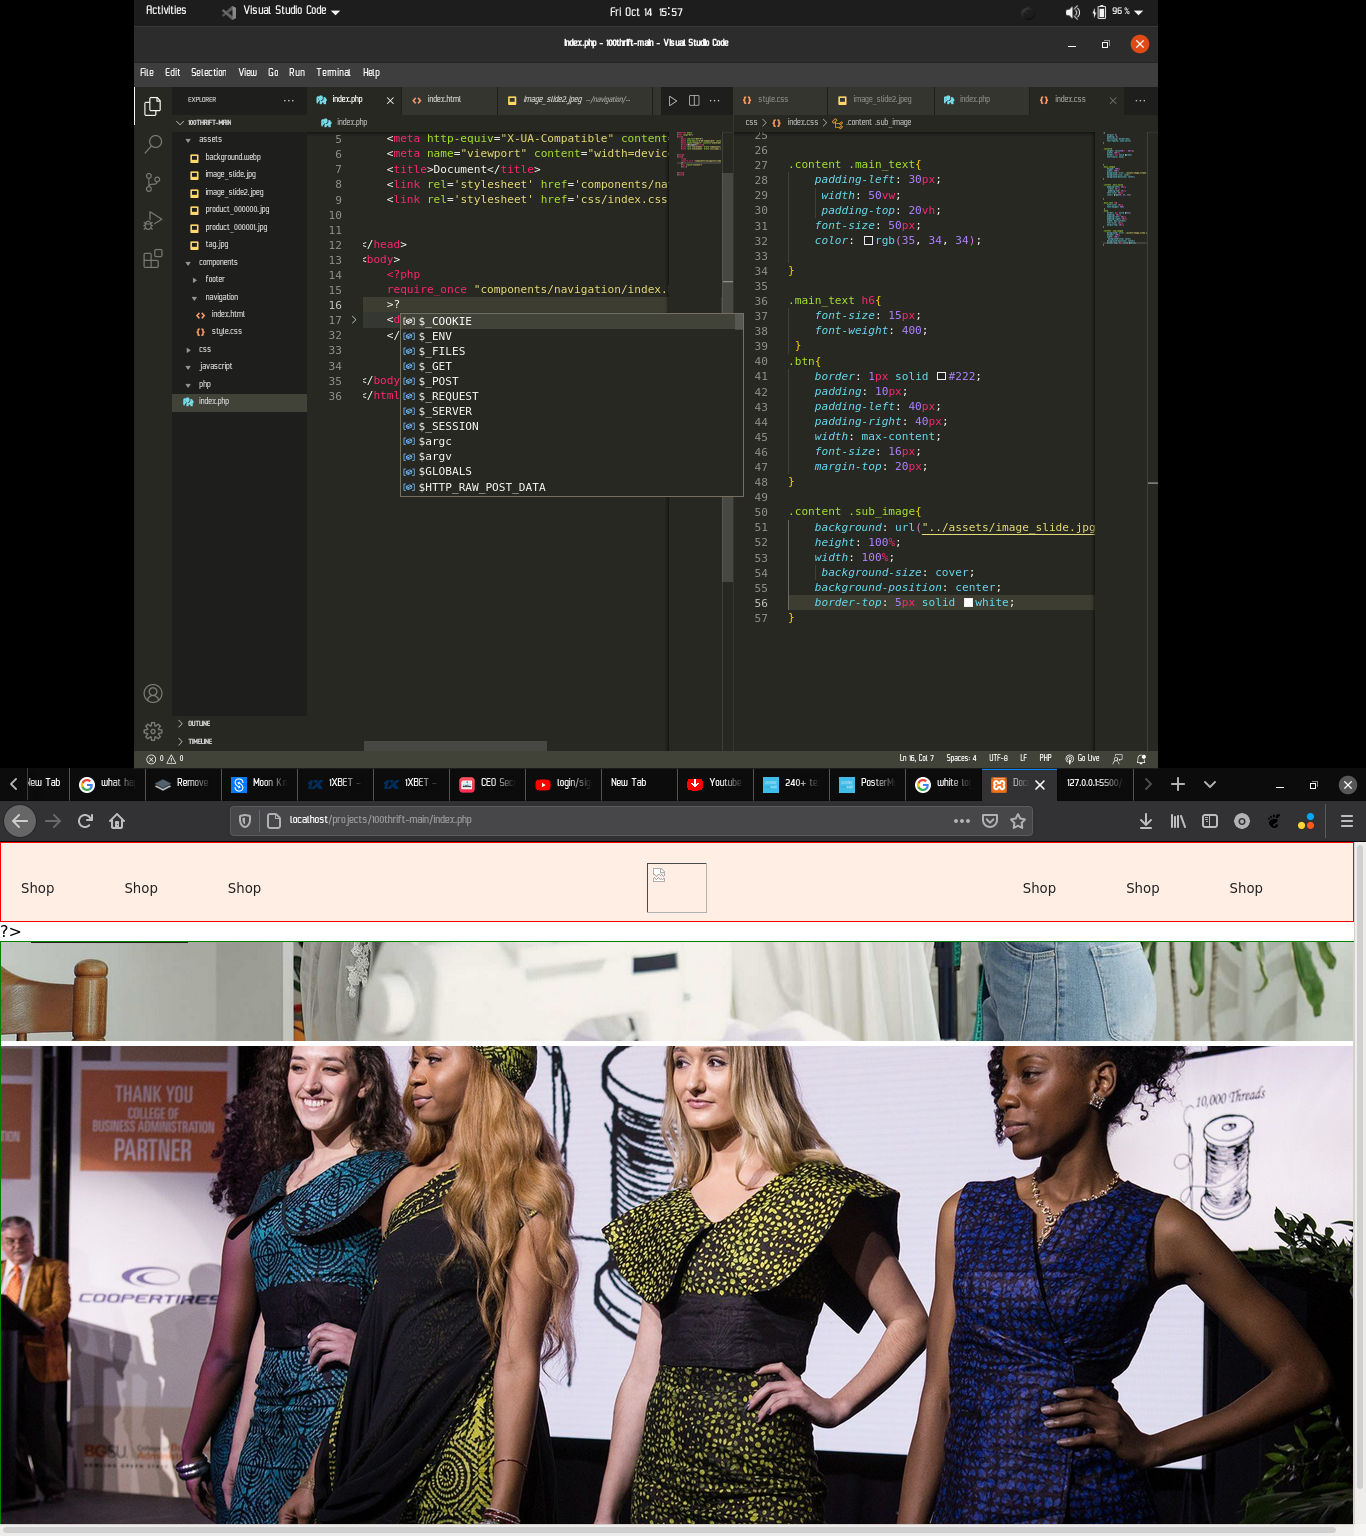 Activities Visual Studio Code Fri Oct 14 15:57 96 %
index.php - 100thrift-main - Visual Studio Code
File Edit Selection View Go Run Terminal Help
EXPLORER
100THRIFT-MAIN
assets
background.webp
image_slide.jpg
image_slide2.jpeg
product_000000.jpg
product_000001.jpg
tag.jpg
components
footer
navigation
index.html
style.css
css
javascript
php
index.php
OUTLINE
TIMELINE
index.php index.html image_slide2.jpeg ~/navigation/...
index.php
5 <meta http-equiv="X-UA-Compatible" content
6 <meta name="viewport" content="width=devic
7 <title>Document</title>
8 <link rel='stylesheet' href='components/na
9 <link rel='stylesheet' href='css/index.css
10
11
12 </head>
13 <body>
14 <?php
15 require_once "components/navigation/index.
16 >?
17 <d
32 </
33
34
35 </body
36 </html
$_COOKIE
$_ENV
$_FILES
$_GET
$_POST
$_REQUEST
$_SERVER
$_SESSION
$argc
$argv
$GLOBALS
$HTTP_RAW_POST_DATA
style.css image_slide2.jpeg index.php index.css
css > index.css > .content .sub_image
25
26
27 .content .main_text{
28 padding-left: 30px;
29 width: 50vw;
30 padding-top: 20vh;
31 font-size: 50px;
32 color: rgb(35, 34, 34);
33
34 }
35
36 .main_text h6{
37 font-size: 15px;
38 font-weight: 400;
39 }
40 .btn{
41 border: 1px solid #222;
42 padding: 10px;
43 padding-left: 40px;
44 padding-right: 40px;
45 width: max-content;
46 font-size: 16px;
47 margin-top: 20px;
48 }
49
50 .content .sub_image{
51 background: url("../assets/image_slide.jpg
52 height: 100%;
53 width: 100%;
54 background-size: cover;
55 background-position: center;
56 border-top: 5px solid white;
57 }
0 0 Ln 16, Col 7 Spaces: 4 UTF-8 LF PHP Go Live
New Tab what ha Remove Moon K 1XBET – 1XBET – CEO Sec login/sig New Tab Youtube 240+ te PosterM white lo Doc 127.0.0.1:5500/
localhost/projects/100thrift-main/index.php
Shop Shop Shop Shop Shop Shop
?>
THANK YOU
COLLEGE OF
BUSINESS ADMINISTRATION
PARTNER
10,000 Threads
COOPERTIRES
BGSU